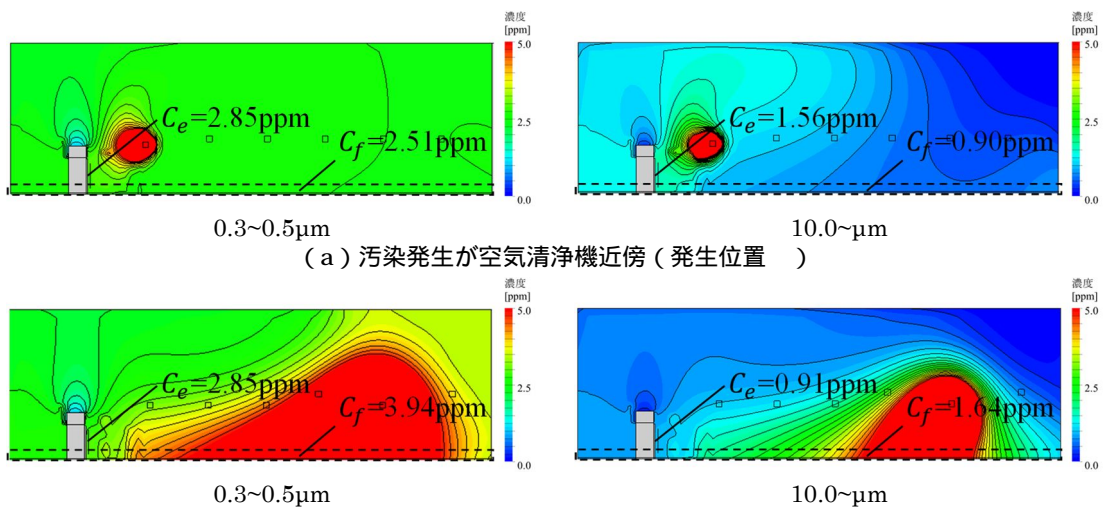 濃度
[ppm]
5.0
2.5
0.0
Ce=2.85ppm
Cf=2.51ppm
0.3~0.5μm
濃度
[ppm]
5.0
2.5
0.0
Ce=1.56ppm
Cf=0.90ppm
10.0~μm
(a)汚染発生が空気清浄機近傍(発生位置 )
濃度
[ppm]
5.0
2.5
0.0
Ce=2.85ppm
Cf=3.94ppm
0.3~0.5μm
濃度
[ppm]
5.0
2.5
0.0
Ce=0.91ppm
Cf=1.64ppm
10.0~μm